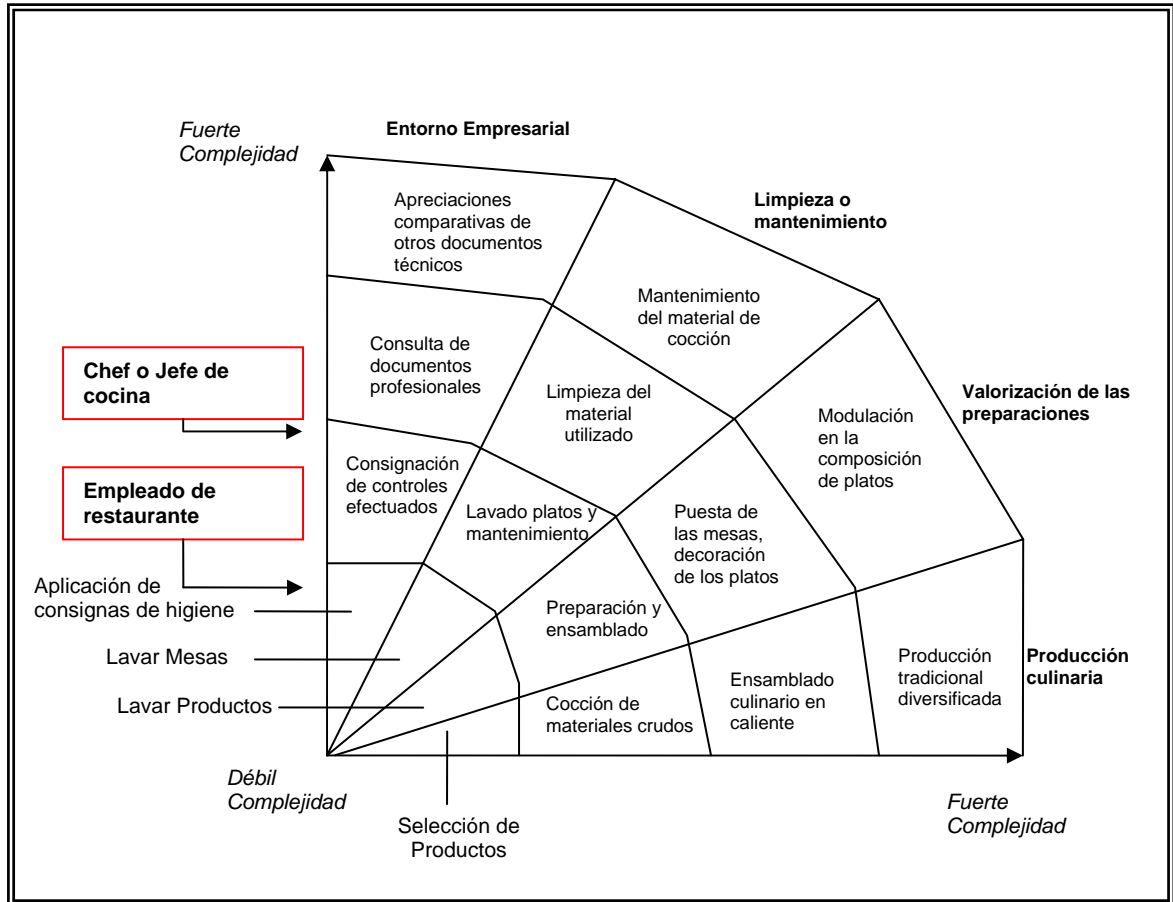 Fuerte
Complejidad
Entorno Empresarial
Apreciaciones
comparativas de
otros documentos
técnicos
Limpieza o
mantenimiento
Mantenimiento
del material de
cocción
Consulta de
documentos
profesionales
Chef o Jefe de
cocina
Limpieza del
material
utilizado
Valorización de las
preparaciones
Modulación
en la
composición
de platos
Consignación
de controles
efectuados
Empleado de
restaurante
Lavado platos y
mantenimiento
Puesta de
las mesas,
decoración
de los platos
Aplicación de
consignas de higiene
Preparación y
ensamblado
Lavar Mesas
Lavar Productos
Cocción de
materiales crudos
Ensamblado
culinario en
caliente
Producción
tradicional
diversificada
Producción
culinaria
Débil
Complejidad
Selección de
Productos
Fuerte
Complejidad